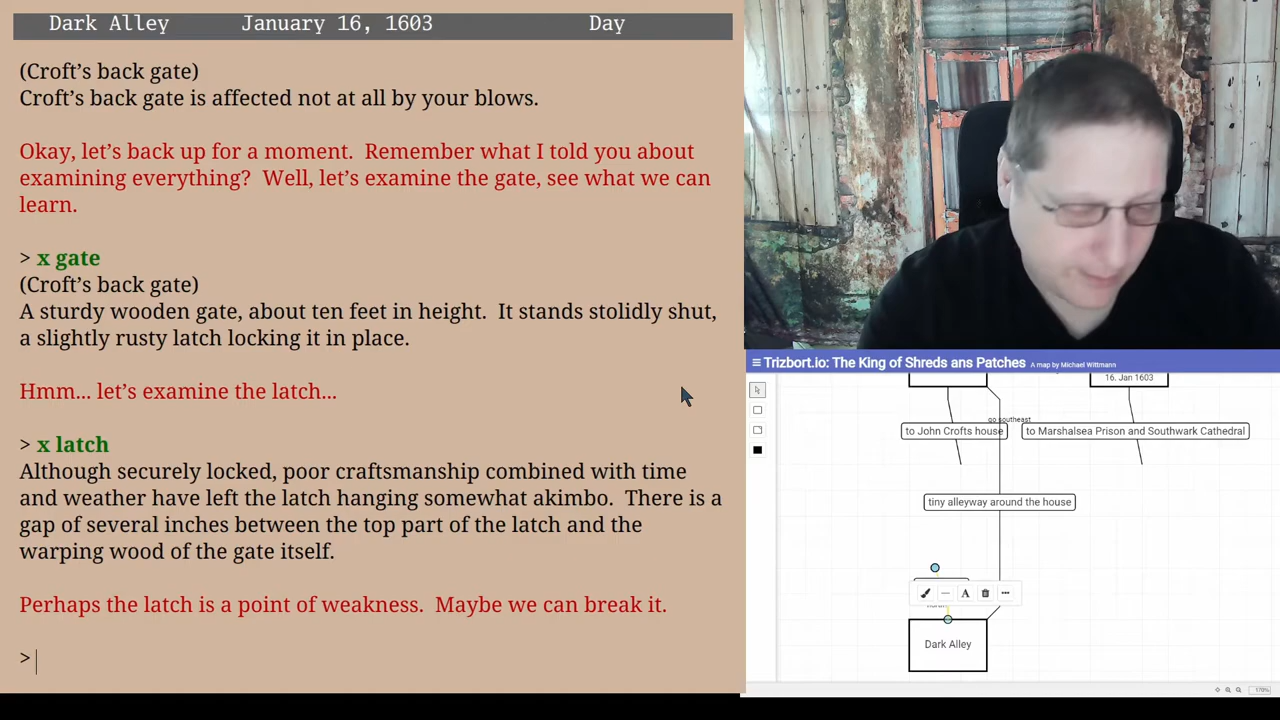 Dark Alley January 16, 1603 Day
(Croft's back gate)
Croft's back gate is affected not at all by your blows.
Okay, let's back up for a moment. Remember what I told you about
examining everything? Well, let's examine the gate, see what we can
learn.
> x gate
(Croft's back gate)
A sturdy wooden gate, about ten feet in height. It stands stolidly shut,
a slightly rusty latch locking it in place.
Hmm... let's examine the latch...
> x latch
Although securely locked, poor craftsmanship combined with time
and weather have left the latch hanging somewhat akimbo. There is a
gap of several inches between the top part of the latch and the
warping wood of the gate itself.
Perhaps the latch is a point of weakness. Maybe we can break it.
>
Trizbort.io: The King of Shreds ans Patches A map by Michael Wittmann
16. Jan 1603
go southeast
to John Crofts house
to Marshalsea Prison and Southwark Cathedral
tiny alleyway around the house
A
Dark Alley